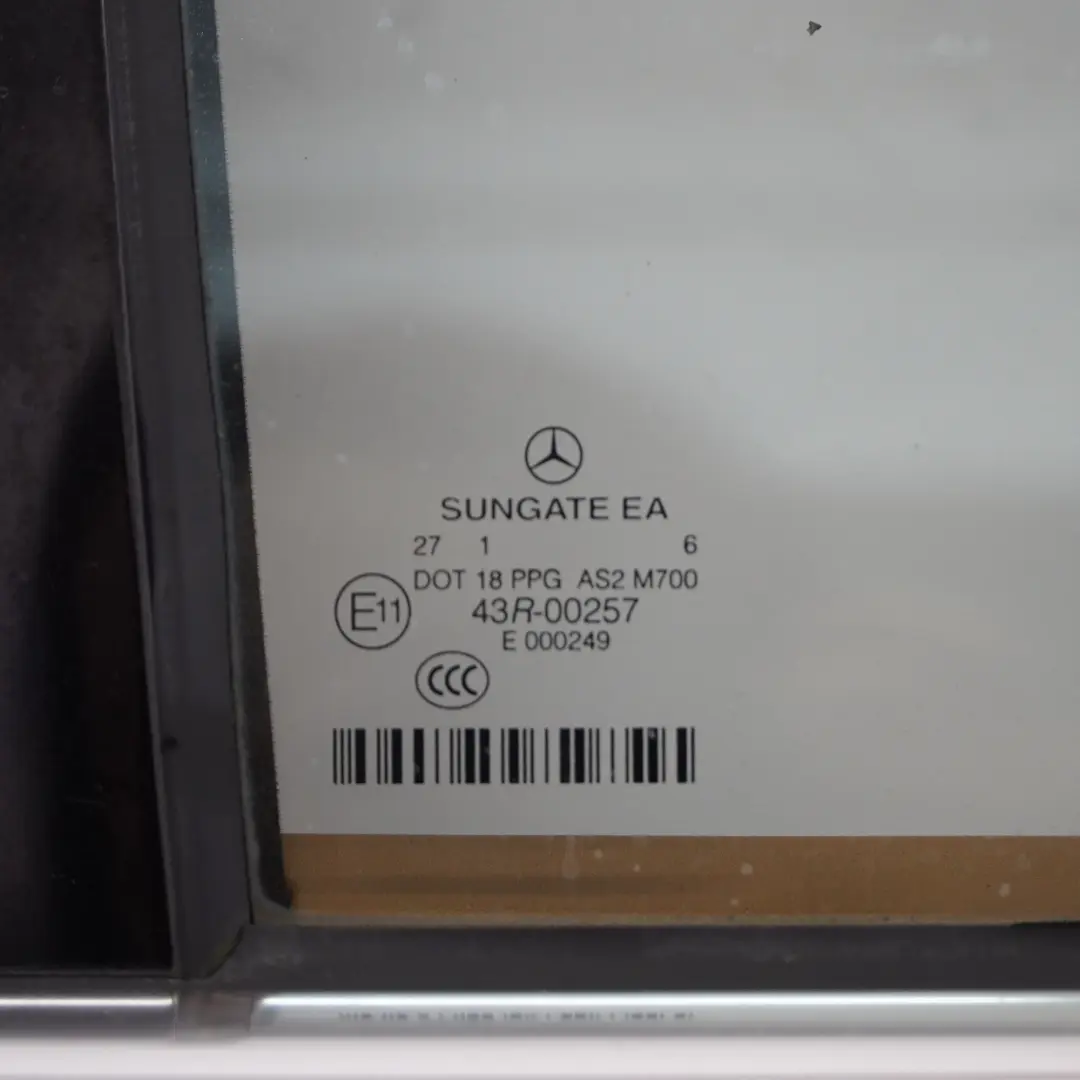 SUNGATE EA
27 1 6
DOT 18 PPG AS2 M700
E11 43R-00257
E 000249
CCC